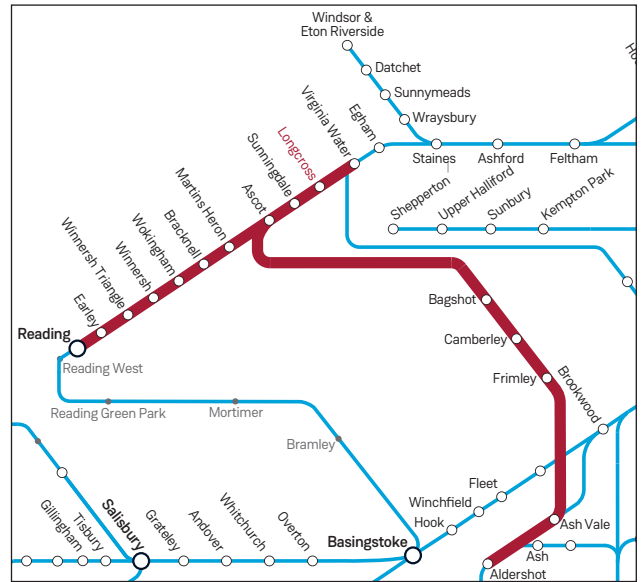 Windsor &
Eton Riverside
Datchet
Sunnymeads
Wraysbury
Egham
Virginia Water
Longcross
Sunningdale
Ascot
Martins Heron
Bracknell
Wokingham
Winnersh
Winnersh Triangle
Earley
Reading
Staines
Ashford
Feltham
Shepperton
Upper Halliford
Sunbury
Kempton Park
Bagshot
Camberley
Frimley
Brookwood
Reading West
Reading Green Park
Mortimer
Bramley
Fleet
Winchfield
Hook
Basingstoke
Overton
Whitchurch
Andover
Grateley
Salisbury
Tisbury
Gillingham
Ash Vale
Ash
Aldershot